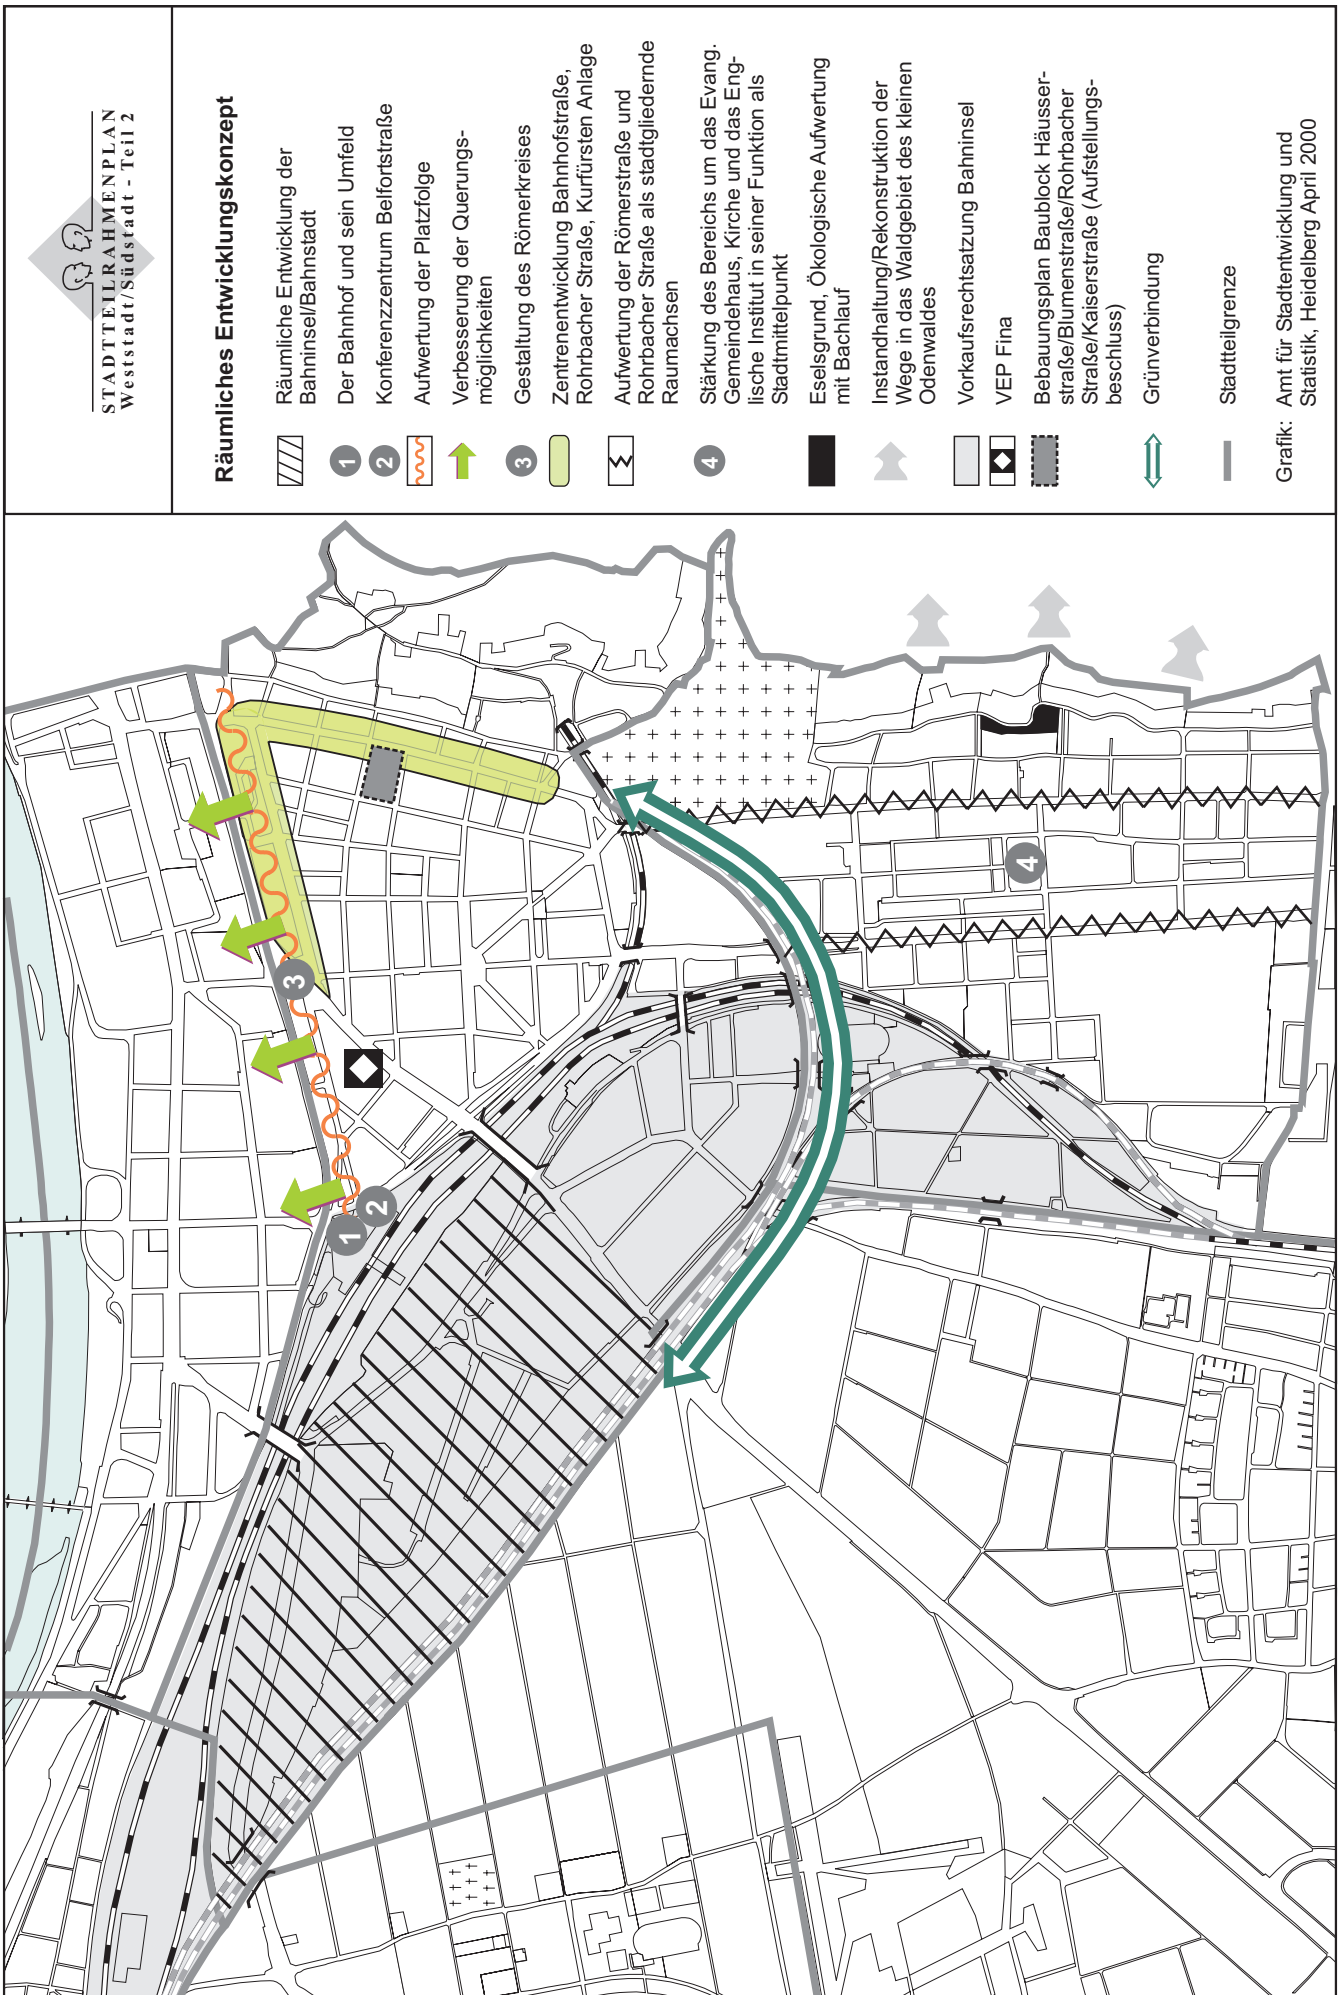 STADTTEILRAHMENPLAN
Weststadt/Südstadt - Teil 2
Räumliches Entwicklungskonzept
Räumliche Entwicklung der
Bahninsel/Bahnstadt
1 Der Bahnhof und sein Umfeld
2 Konferenzzentrum Belfortstraße
Aufwertung der Platzfolge
Verbesserung der Querungs-
möglichkeiten
3 Gestaltung des Römerkreises
Zentrenentwicklung Bahnhofstraße,
Rohrbacher Straße, Kurfürsten Anlage
Aufwertung der Römerstraße und
Rohrbacher Straße als stadtgliedernde
Raumachsen
4 Stärkung des Bereichs um das Evang.
Gemeindehaus, Kirche und das Eng-
lische Institut in seiner Funktion als
Stadtmittelpunkt
Eselsgrund, Ökologische Aufwertung
mit Bachlauf
Instandhaltung/Rekonstruktion der
Wege in das Waldgebiet des kleinen
Odenwaldes
Vorkaufsrechtsatzung Bahninsel
VEP Fina
Bebauungsplan Baublock Häusser-
straße/Blumenstraße/Rohrbacher
Straße/Kaiserstraße (Aufstellungs-
beschluss)
Grünverbindung
Stadtteilgrenze
Grafik: Amt für Stadtentwicklung und
Statistik, Heidelberg April 2000
1
2
3
4